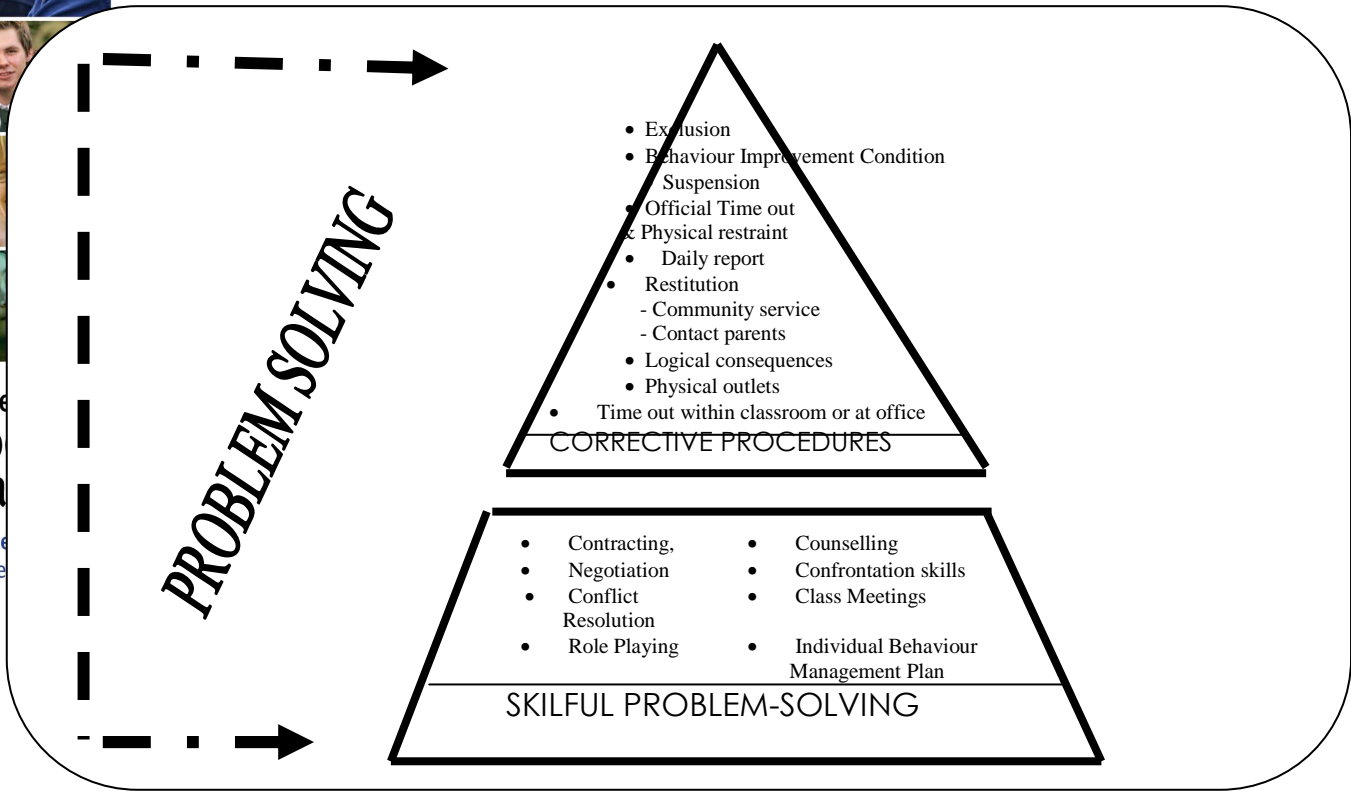 PROBLEM SOLVING
• Exclusion
• Behaviour Improvement Condition
Suspension
• Official Time out
& Physical restraint
• Daily report
• Restitution
- Community service
- Contact parents
• Logical consequences
• Physical outlets
• Time out within classroom or at office
CORRECTIVE PROCEDURES
• Contracting,
• Negotiation
• Conflict
Resolution
• Role Playing
• Counselling
• Confrontation skills
• Class Meetings
• Individual Behaviour
Management Plan
SKILFUL PROBLEM-SOLVING